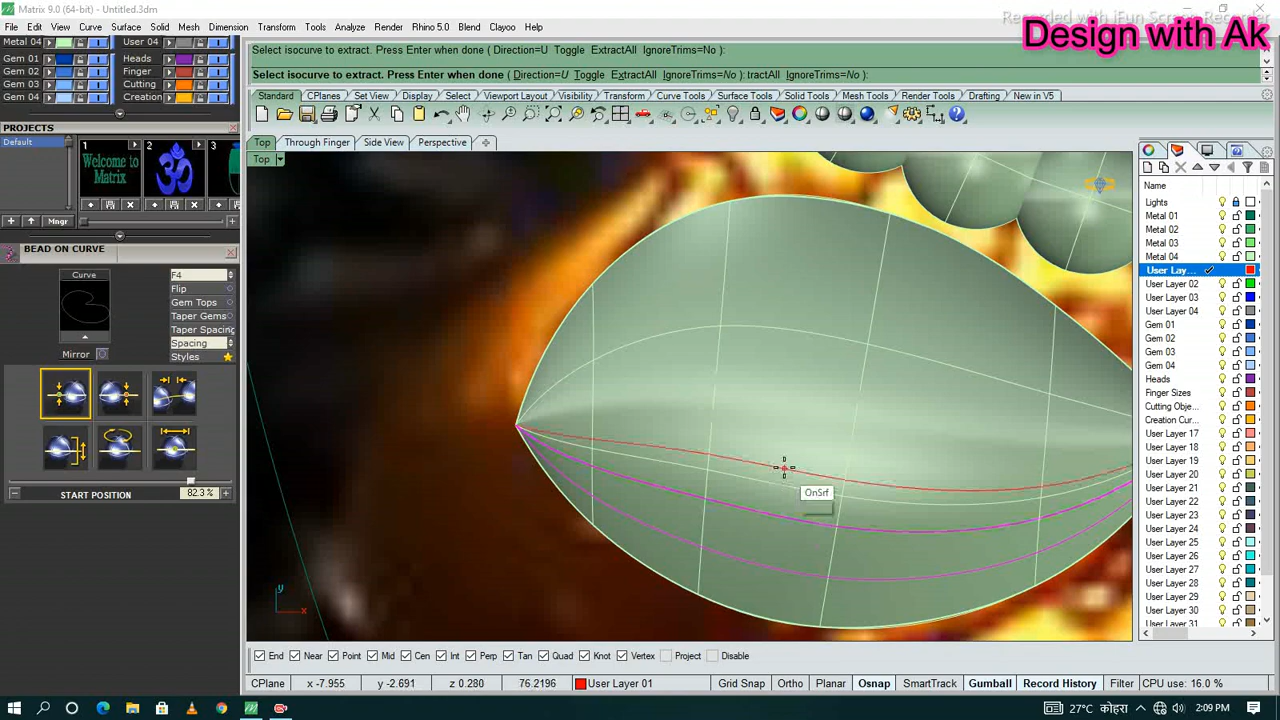 Matrix 9.0 (64-bit) - Untitled.3dm
Recorded with iFun Screen Recorder
Design with Ak
File Edit View Curve Surface Solid Mesh Dimension Transform Tools Analyze Render Rhino 5.0 Blend Clayoo Help
Metal 04 User 04
Gem 01 Heads
Gem 02 Finger
Gem 03 Cutting
Gem 04 Creation
Select isocurve to extract. Press Enter when done ( Direction=U Toggle ExtractAll IgnoreTrims=No ):
Select isocurve to extract. Press Enter when done ( Direction=U Toggle ExtractAll IgnoreTrims=No ): tractAll IgnoreTrims=No ):
Standard CPlanes Set View Display Select Viewport Layout Visibility Transform Curve Tools Surface Tools Solid Tools Mesh Tools Render Tools Drafting New in V5
PROJECTS
Default
1 2 3
Welcome to Matrix
ॐ
Mngr
Top Through Finger Side View Perspective
Top
BEAD ON CURVE
Curve
F4
Flip
Gem Tops
Taper Gems
Taper Spacing
Spacing
Styles
Mirror
START POSITION 82.3 %
OnSrf
y
x
Name
Lights
Metal 01
Metal 02
Metal 03
Metal 04
User Lay...
User Layer 02
User Layer 03
User Layer 04
Gem 01
Gem 02
Gem 03
Gem 04
Heads
Finger Sizes
Cutting Obje...
Creation Cur...
User Layer 17
User Layer 18
User Layer 19
User Layer 20
User Layer 21
User Layer 22
User Layer 23
User Layer 24
User Layer 25
User Layer 26
User Layer 27
User Layer 28
User Layer 29
User Layer 30
User Layer 31
End Near Point Mid Cen Int Perp Tan Quad Knot Vertex Project Disable
CPlane x -7.955 y -2.691 z 0.280 76.2196 User Layer 01 Grid Snap Ortho Planar Osnap SmartTrack Gumball Record History Filter CPU use: 16.0 %
27°C कोहरा 2:09 PM